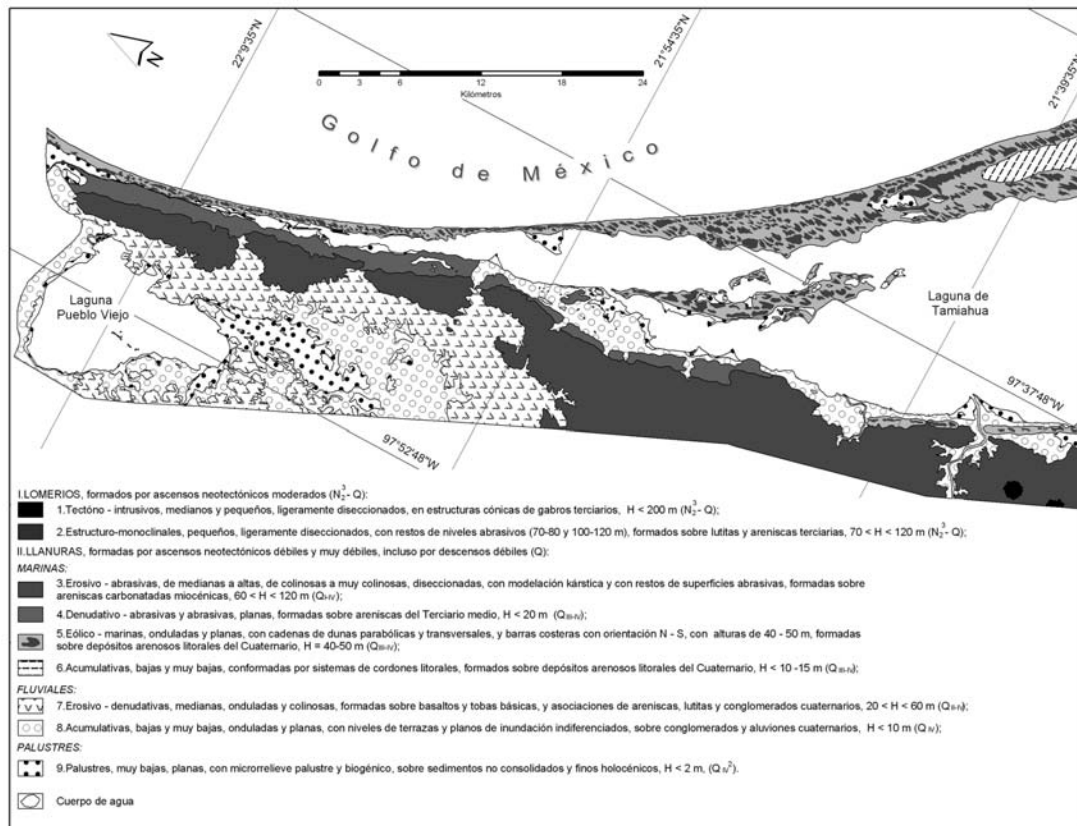 22°9'35"N
21°54'35"N
21°39'35"N
N
0 3 6 12 18 24
Kilómetros
Golfo de México
Laguna
Pueblo Viejo
Laguna de
Tamiahua
97°37'48"W
97°52'48"W
I.LOMERIOS, formados por ascensos neotectónicos moderados (N₂³- Q):
1.Tectóno - intrusivos, medianos y pequeños, ligeramente diseccionados, en estructuras cónicas de gabros terciarios, H < 200 m (N₂³- Q);
2.Estructuro-monoclinales, pequeños, ligeramente diseccionados, con restos de niveles abrasivos (70-80 y 100-120 m), formados sobre lutitas y areniscas terciarias, 70 < H < 120 m (N₂³- Q);
II.LLANURAS, formadas por ascensos neotectónicos débiles y muy débiles, incluso por descensos débiles (Q):
MARINAS:
3.Erosivo - abrasivas, de medianas a altas, de colinosas a muy colinosas, diseccionadas, con modelación kárstica y con restos de superficies abrasivas, formadas sobre
areniscas carbonatadas miocénicas, 60 < H < 120 m (QI-IV);
4.Denudativo - abrasivas y abrasivas, planas, formadas sobre areniscas del Terciario medio, H < 20 m (QIII-IV);
5.Eólico - marinas, onduladas y planas, con cadenas de dunas parabólicas y transversales, y barras costeras con orientación N - S, con alturas de 40 - 50 m, formadas
sobre depósitos arenosos litorales del Cuaternario, H = 40-50 m (QIII-IV);
6.Acumulativas, bajas y muy bajas, conformadas por sistemas de cordones litorales, formados sobre depósitos arenosos litorales del Cuaternario, H < 10 -15 m (QIII-IV);
FLUVIALES:
7.Erosivo - denudativas, medianas, onduladas y colinosas, formadas sobre basaltos y tobas básicas, y asociaciones de areniscas, lutitas y conglomerados cuaternarios, 20 < H < 60 m (QII-IV);
8.Acumulativas, bajas y muy bajas, onduladas y planas, con niveles de terrazas y planos de inundación indiferenciados, sobre conglomerados y aluviones cuaternarios, H < 10 m (QIV);
PALUSTRES:
9.Palustres, muy bajas, planas, con microrrelieve palustre y biogénico, sobre sedimentos no consolidados y finos holocénicos, H < 2 m, (QIV²).
Cuerpo de agua